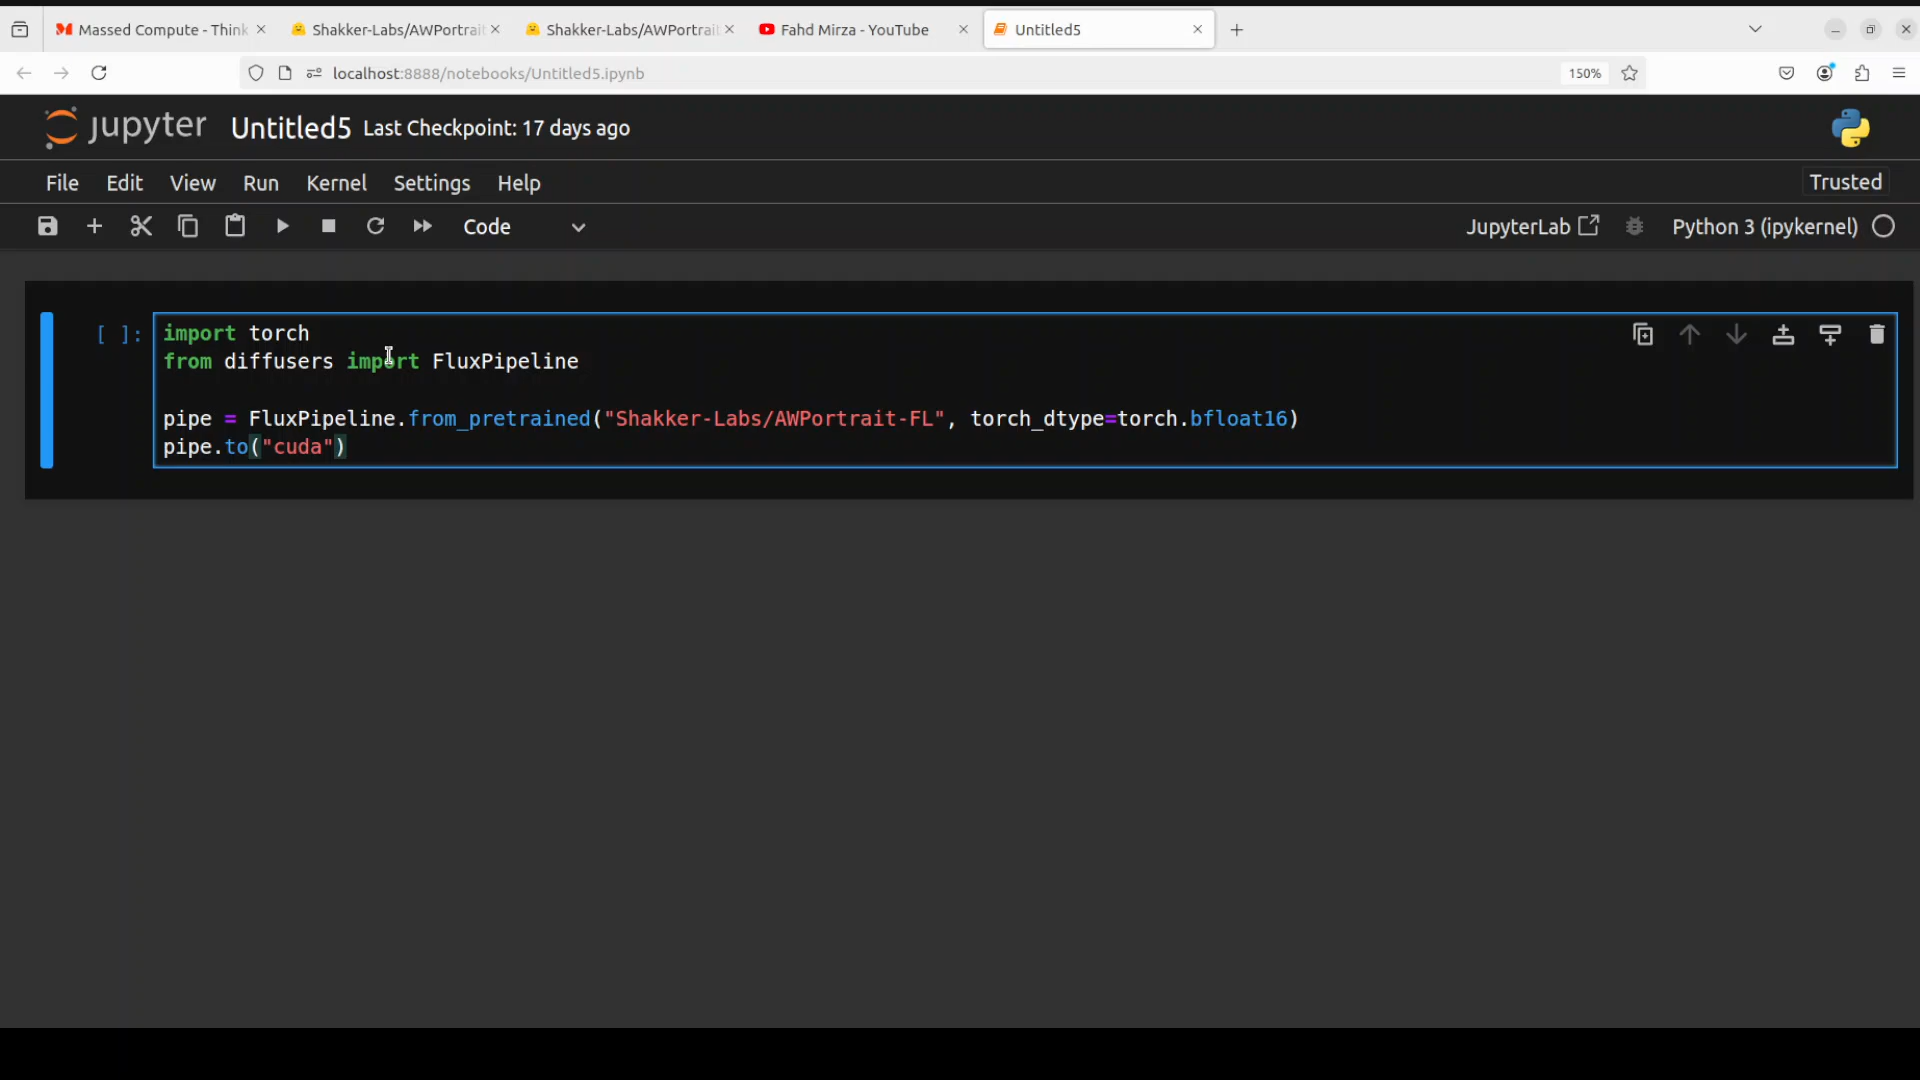 Massed Compute - Think
Shakker-Labs/AWPortrait
Shakker-Labs/AWPortrait
Fahd Mirza - YouTube
Untitled5
localhost:8888/notebooks/Untitled5.ipynb
150%
jupyter
Untitled5
Last Checkpoint: 17 days ago
File
Edit
View
Run
Kernel
Settings
Help
Trusted
Code
JupyterLab
Python 3 (ipykernel)
[ ]:
import torch
from diffusers import FluxPipeline
pipe = FluxPipeline.from_pretrained("Shakker-Labs/AWPortrait-FL", torch_dtype=torch.bfloat16)
pipe.to("cuda")